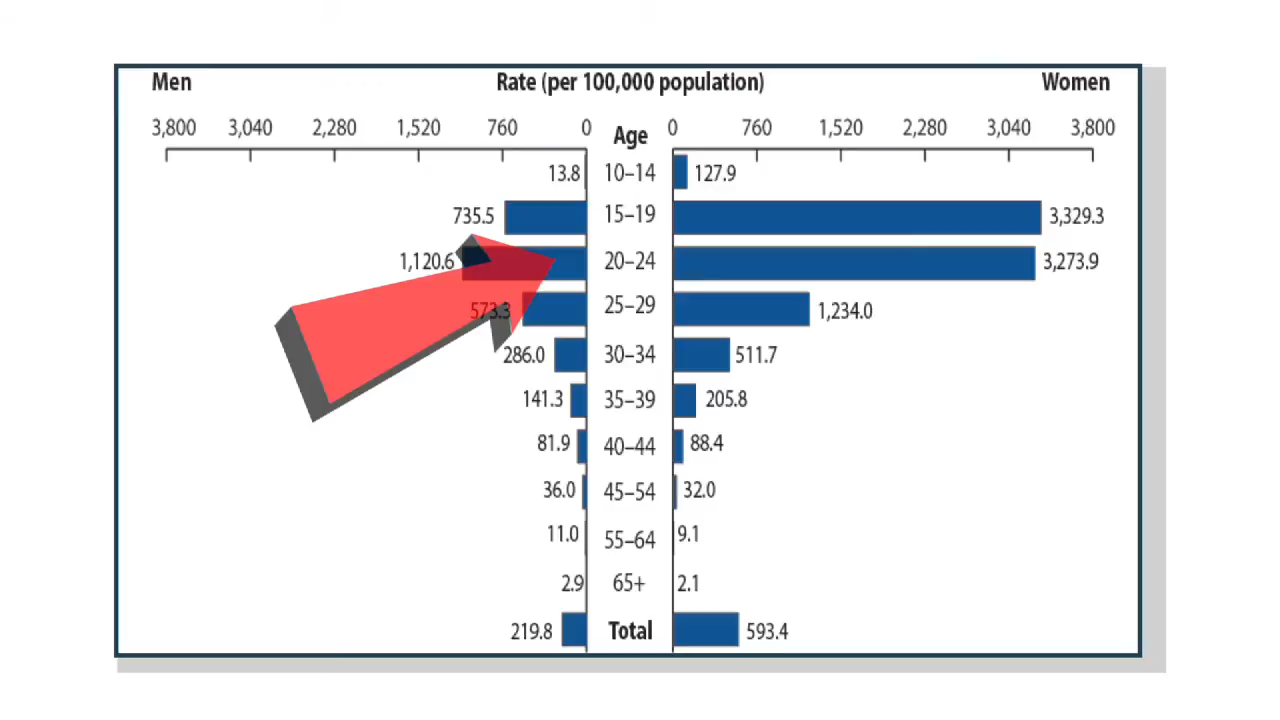 Men Rate (per 100,000 population) Women
3,800 3,040 2,280 1,520 760 0 Age 0 760 1,520 2,280 3,040 3,800
13.8 10–14 127.9
735.5 15–19 3,329.3
1,120.6 20–24 3,273.9
573.3 25–29 1,234.0
286.0 30–34 511.7
141.3 35–39 205.8
81.9 40–44 88.4
36.0 45–54 32.0
11.0 55–64 9.1
2.9 65+ 2.1
219.8 Total 593.4